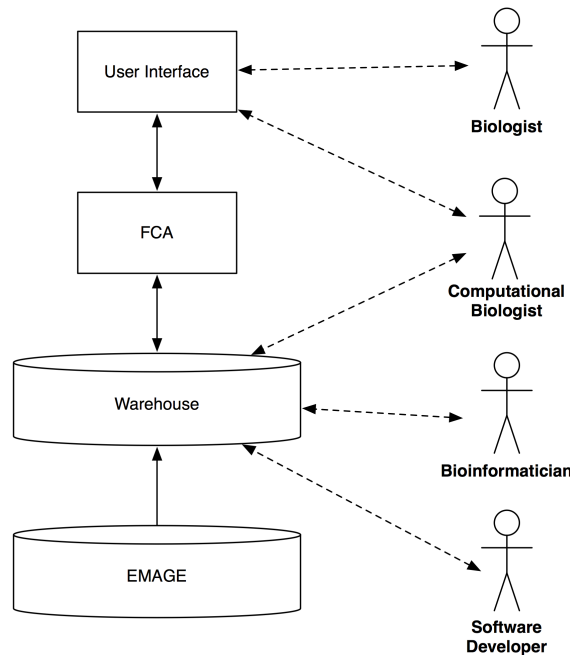 User Interface
Biologist
FCA
Computational
Biologist
Warehouse
Bioinformatician
EMAGE
Software
Developer